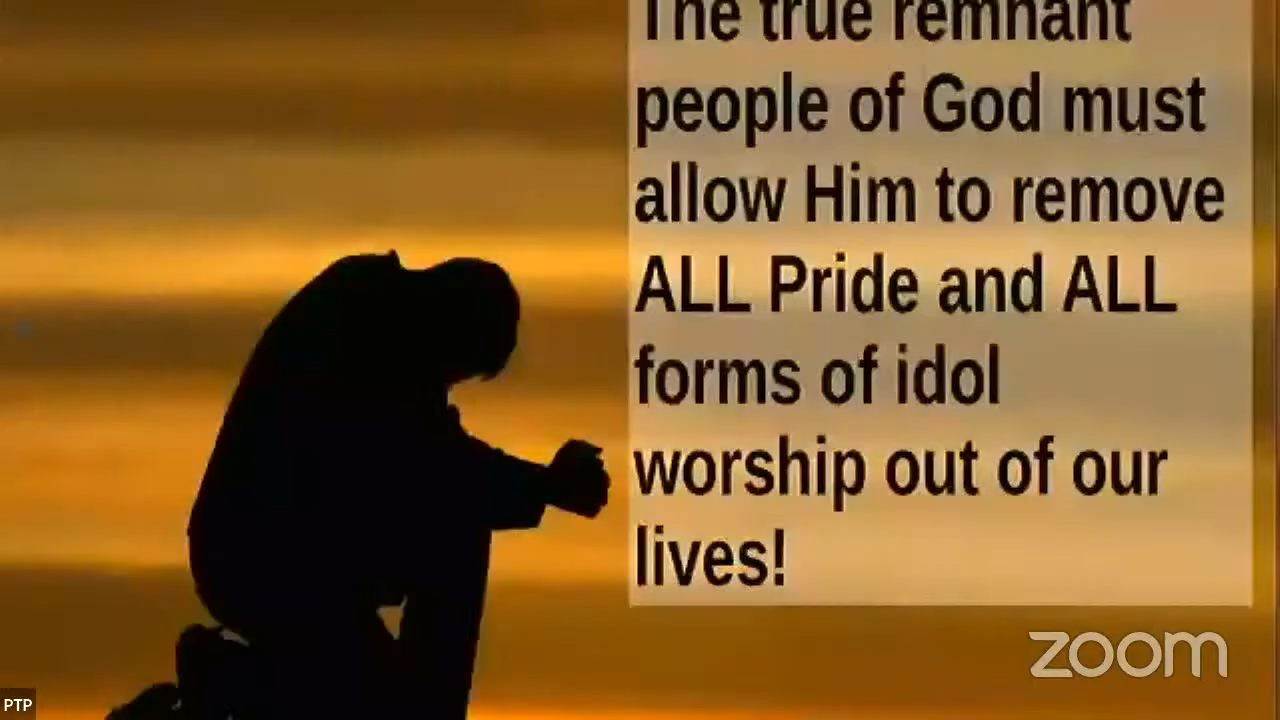 The true remnant
people of God must
allow Him to remove
ALL Pride and ALL
forms of idol
worship out of our
lives!
zoom
PTP